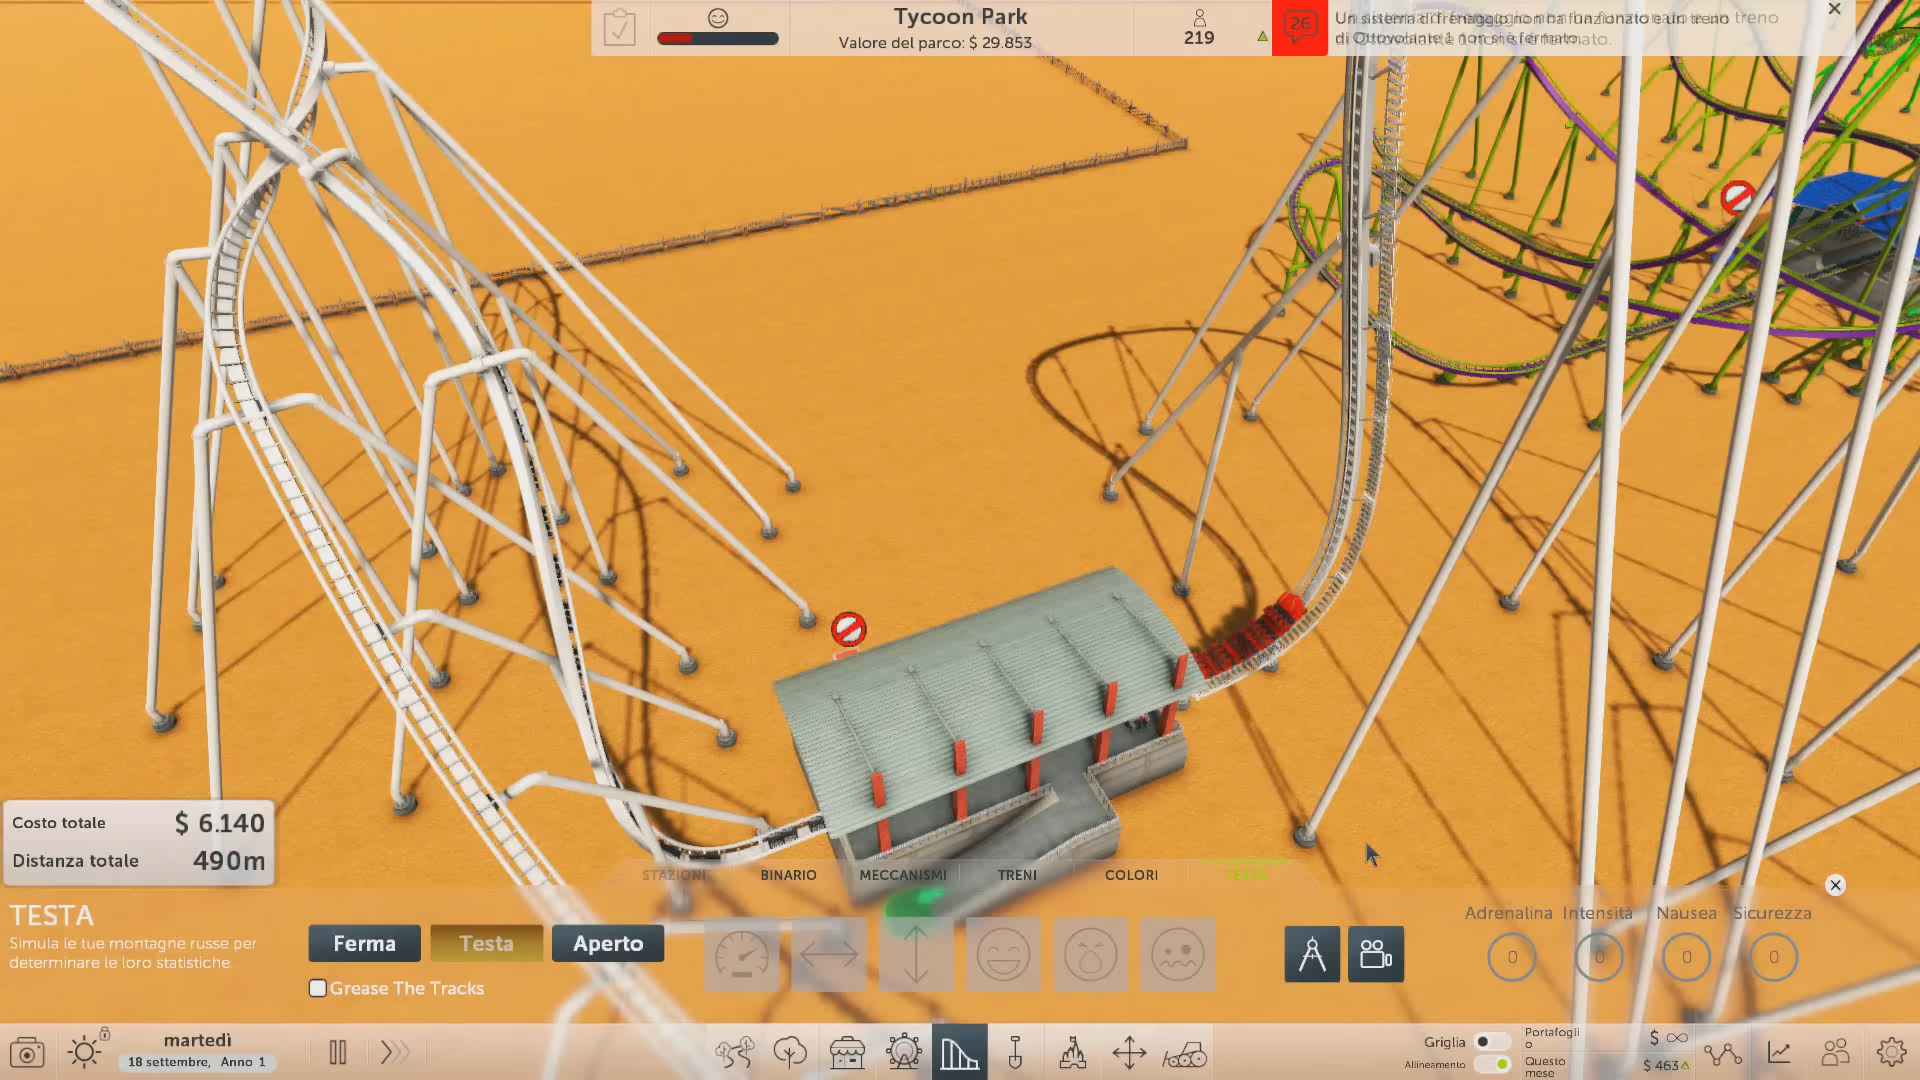 Tycoon Park
Valore del parco: $ 29.853
219
26
Un sistema di frenaggio non ha funzionato e un treno
di Ottovolante 1 non si è fermato.
Costo totale $ 6.140
Distanza totale 490m
STAZIONI BINARIO MECCANISMI TRENI COLORI TESTA
TESTA
Simula le tue montagne russe per
determinare le loro statistiche.
Ferma Testa Aperto
Grease The Tracks
Adrenalina Intensità Nausea Sicurezza
0 0 0 0
martedì
18 settembre, Anno 1
Griglia
Allineamento
Portafogli
o
$ ∞
Questo
mese
$ 463